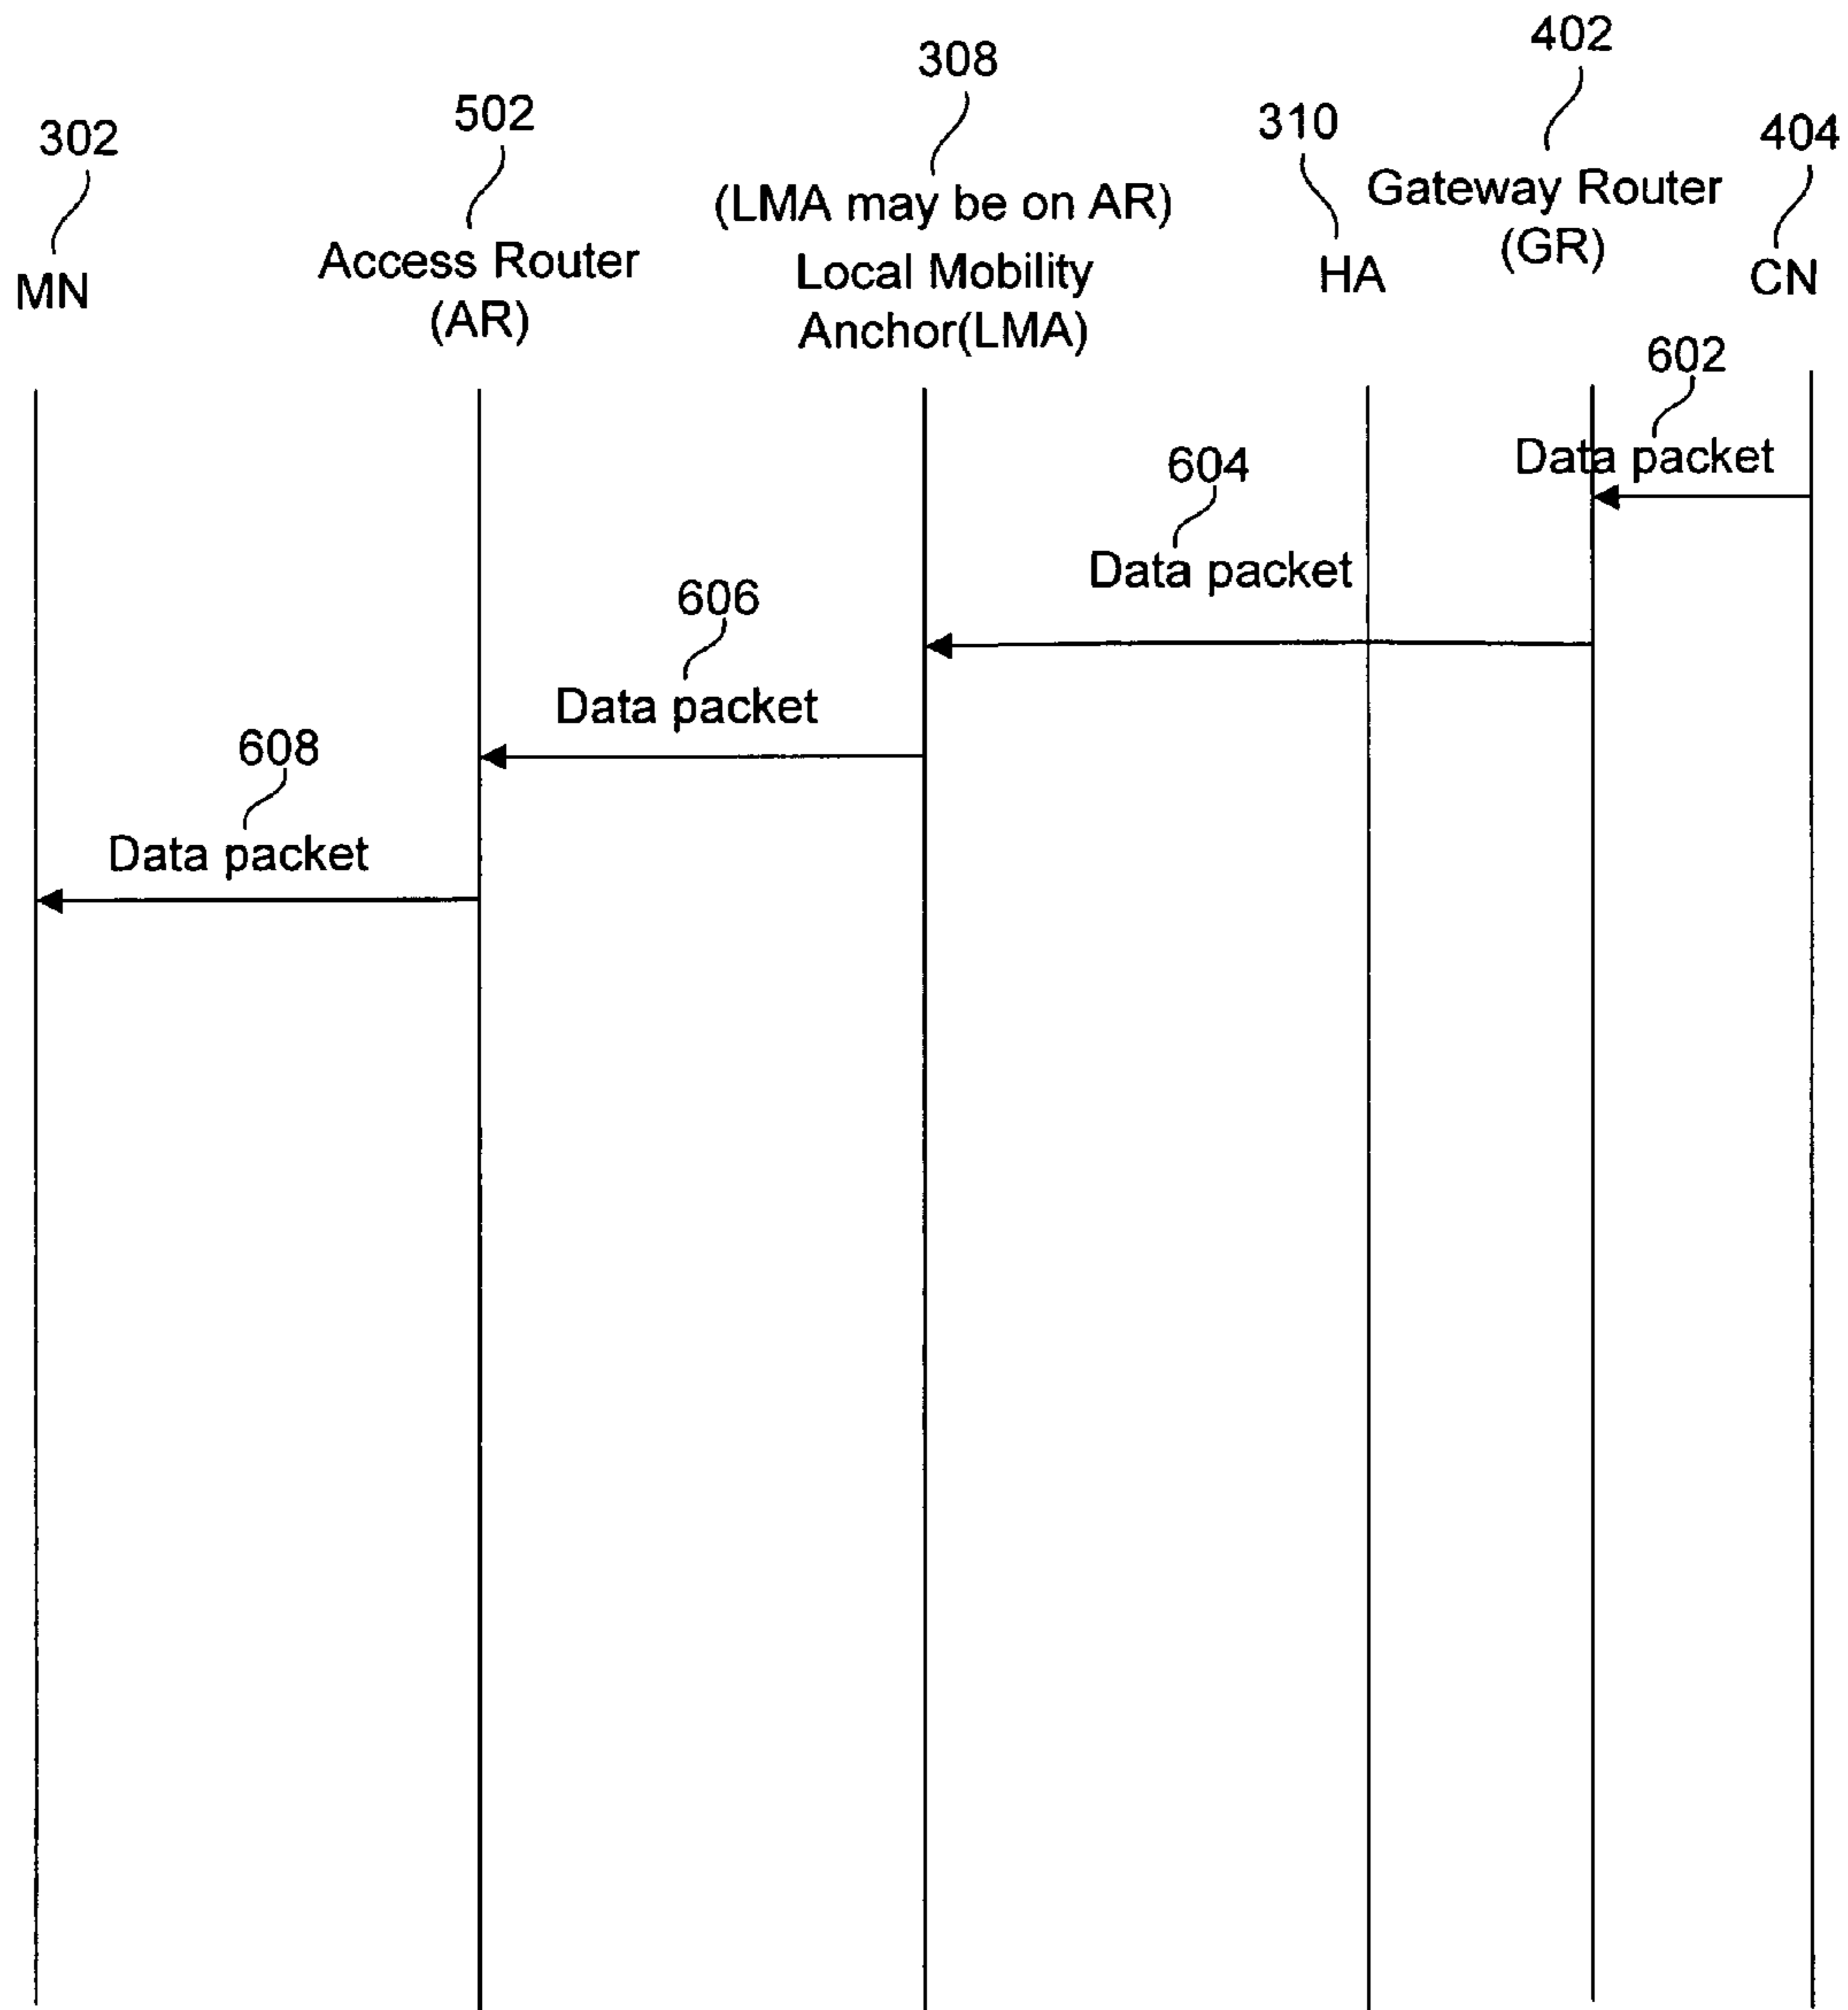 302
MN
502
Access Router
(AR)
308
(LMA may be on AR)
Local Mobility
Anchor(LMA)
310
HA
402
Gateway Router
(GR)
404
CN
602
Data packet
604
Data packet
606
Data packet
608
Data packet